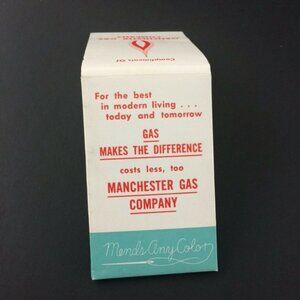 Compliments Of
For the best
in modern living . . .
today and tomorrow
GAS
MAKES THE DIFFERENCE
costs less, too
MANCHESTER GAS
COMPANY
Mends Any Color